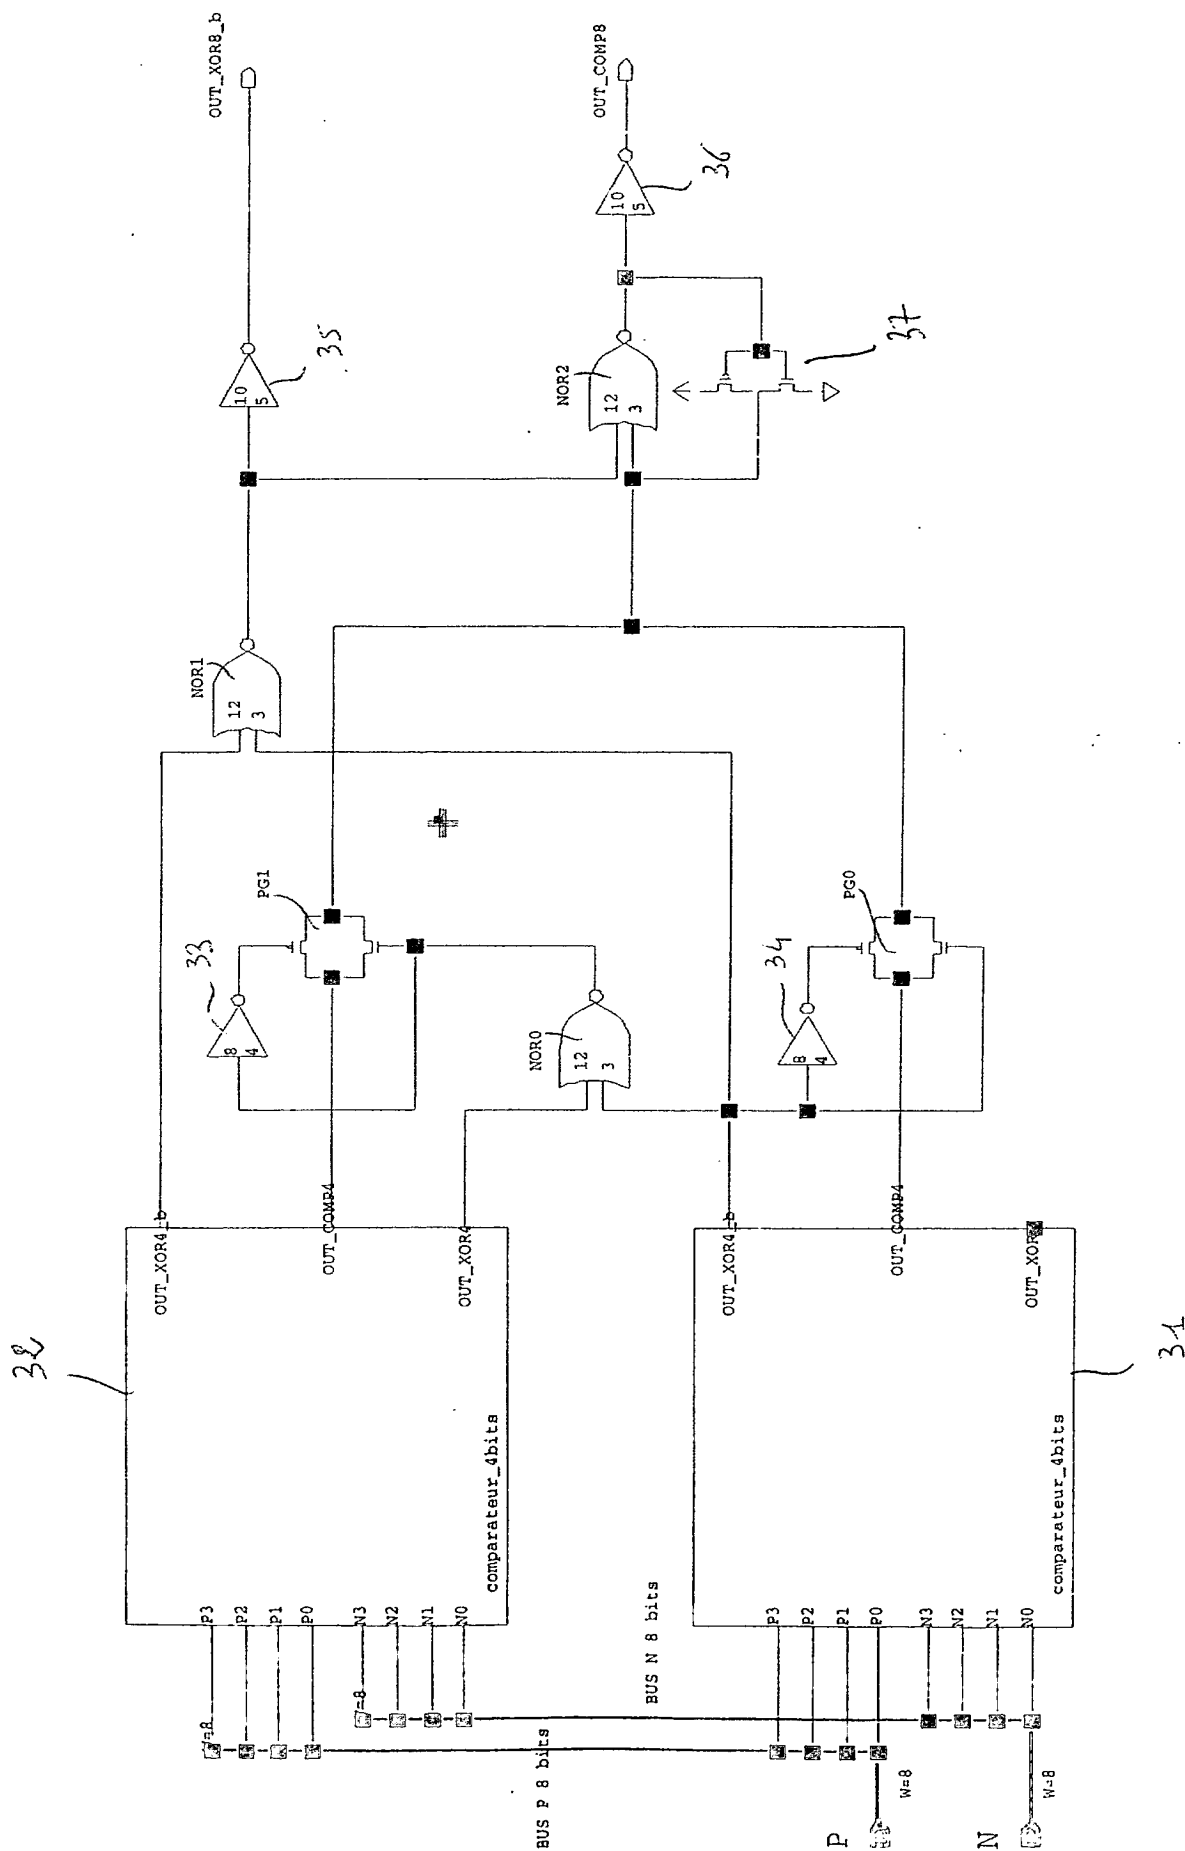 OUT_XOR8_b
35
10
5
NOR1
12
3
OUT_COMP8
36
10
5
NOR2
12
3
37
PG1
33
8
4
NOR0
12
3
PG0
34
8
4
OUT_XOR4_b
OUT_COMP4
OUT_XOR4
32
comparateur_4bits
P3
P2
P1
P0
N3
N2
N1
N0
=8
=8
BUS P 8 bits
BUS N 8 bits
OUT_XOR4_b
OUT_COMP4
OUT_XOR
31
comparateur_4bits
P3
P2
P1
P0
N3
N2
N1
N0
W=8
W=8
P
N